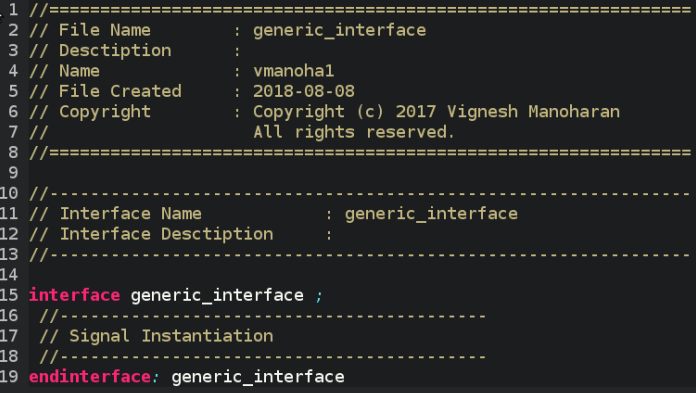 1 //===============================================================
2 // File Name        : generic_interface
3 // Desctiption      :
4 // Name             : vmanoha1
5 // File Created     : 2018-08-08
6 // Copyright        : Copyright (c) 2017 Vignesh Manoharan
7 //                    All rights reserved.
8 //===============================================================
9
10 //---------------------------------------------------------------
11 // Interface Name            : generic_interface
12 // Interface Desctiption     :
13 //---------------------------------------------------------------
14
15 interface generic_interface ;
16  //------------------------------------------
17  // Signal Instantiation
18  //------------------------------------------
19 endinterface: generic_interface